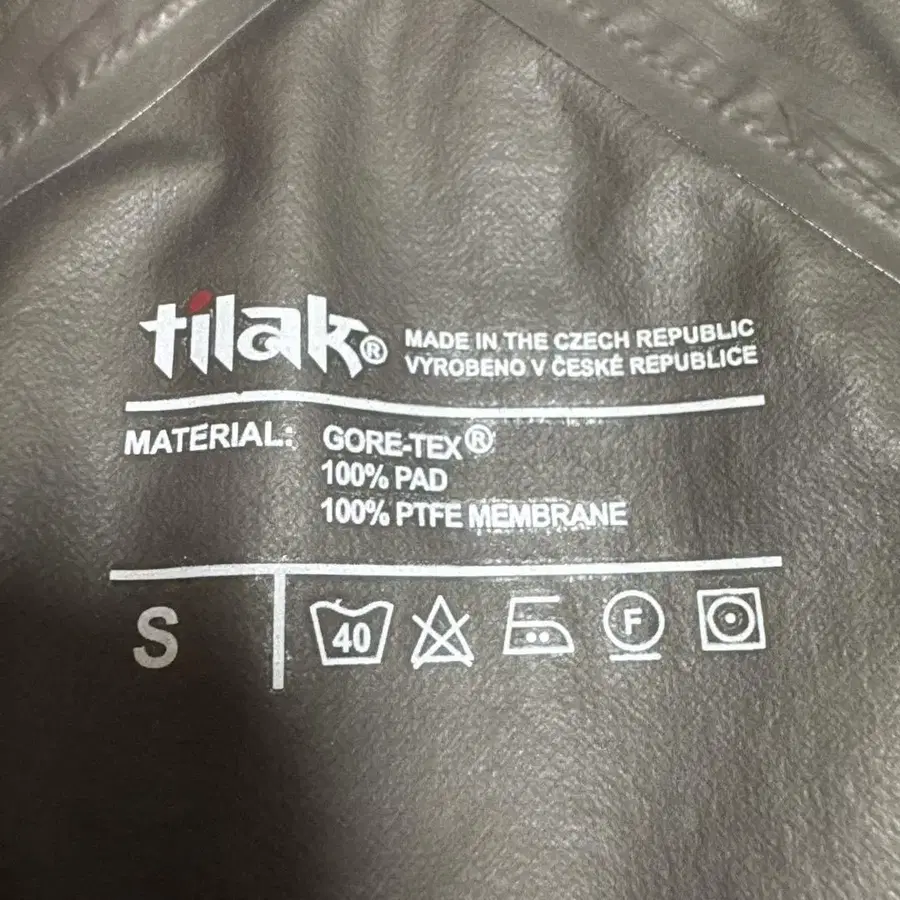 tilak®
MADE IN THE CZECH REPUBLIC
VYROBENO V ČESKÉ REPUBLICE
MATERIAL: GORE-TEX®
100% PAD
100% PTFE MEMBRANE
S
40
F